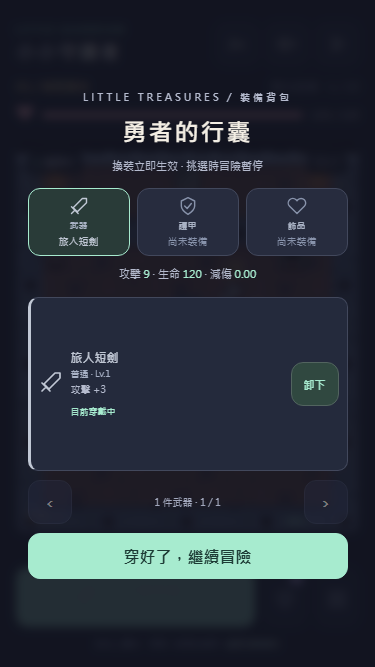 LITTLE TREASURES / 裝備背包
勇者的行囊
換裝立即生效 · 挑選時冒險暫停
武器
旅人短劍
護甲
尚未裝備
飾品
尚未裝備
攻擊 9 · 生命 120 · 減傷 0.00
旅人短劍
普通 · Lv.1
攻擊 +3
目前穿戴中
卸下
‹
1 件武器 · 1 / 1
›
穿好了，繼續冒險